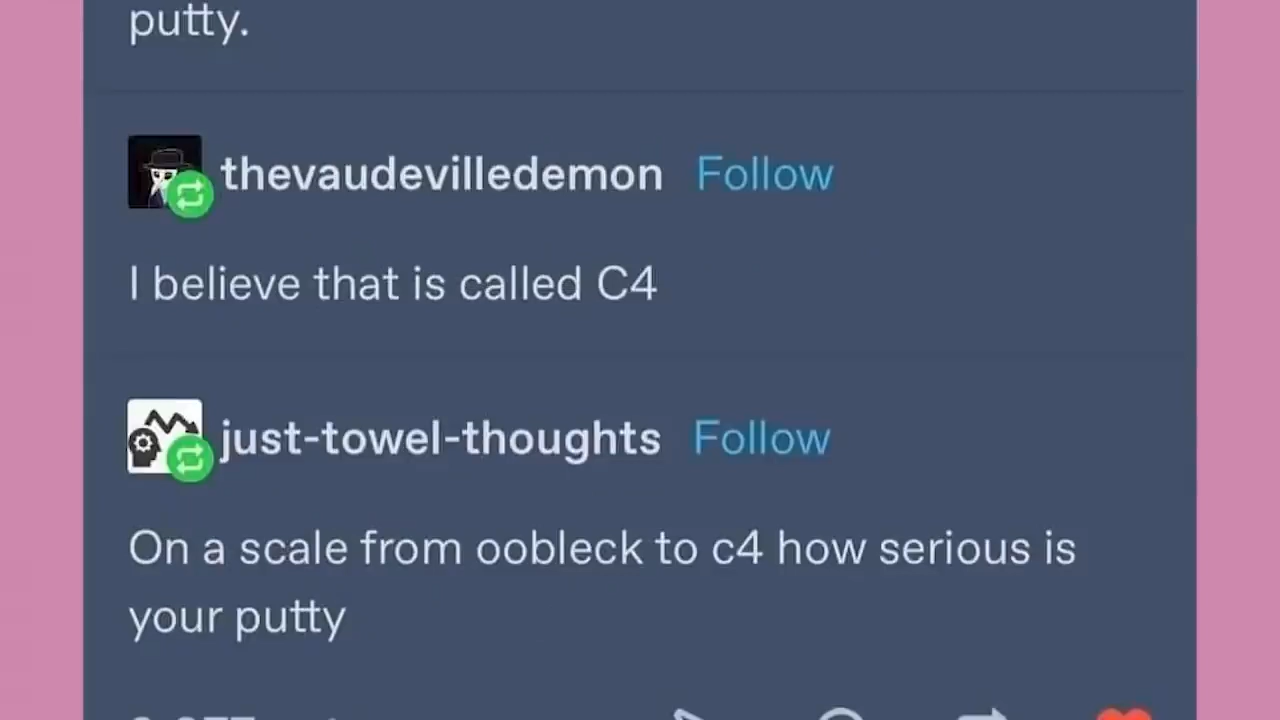 putty.
thevaudevilledemon Follow
I believe that is called C4
just-towel-thoughts Follow
On a scale from oobleck to c4 how serious is
your putty